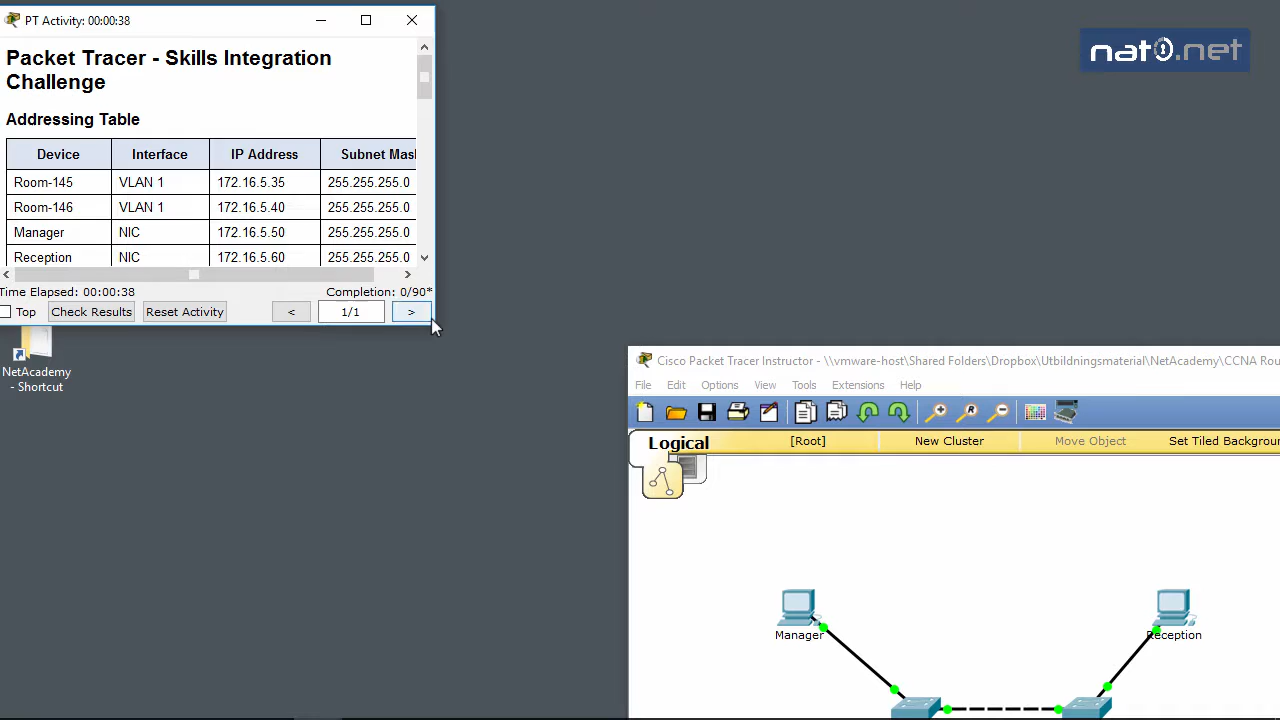 PT Activity: 00:00:38
nat0.net
Packet Tracer - Skills Integration
Challenge
Addressing Table
Device Interface IP Address Subnet Mas
Room-145 VLAN 1 172.16.5.35 255.255.255.0
Room-146 VLAN 1 172.16.5.40 255.255.255.0
Manager NIC 172.16.5.50 255.255.255.0
Reception NIC 172.16.5.60 255.255.255.0
Time Elapsed: 00:00:38 Completion: 0/90*
Top Check Results Reset Activity < 1/1 >
NetAcademy
- Shortcut
Cisco Packet Tracer Instructor - \\vmware-host\Shared Folders\Dropbox\Utbildningsmaterial\NetAcademy\CCNA Rou
File Edit Options View Tools Extensions Help
Logical [Root] New Cluster Move Object Set Tiled Backgroun
Manager
Reception